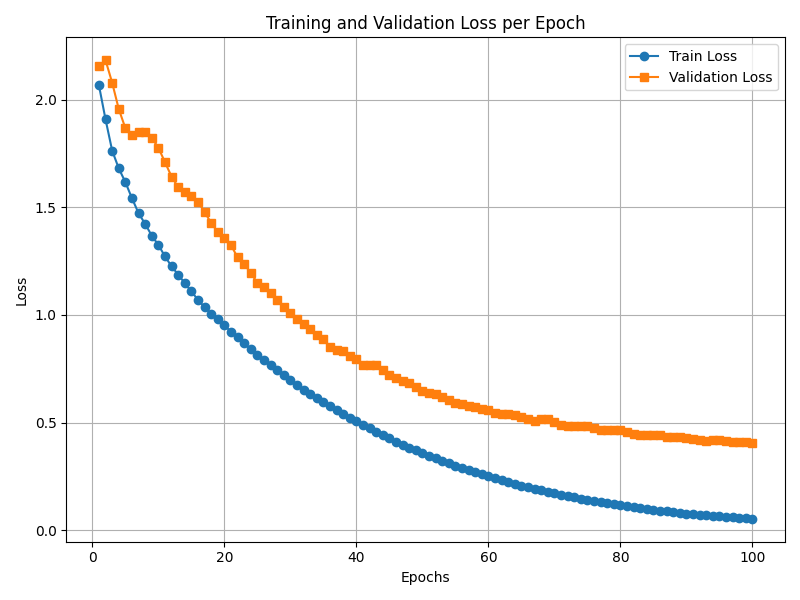 Training and Validation Loss per Epoch
Train Loss
Validation Loss
Loss
2.0
1.5
1.0
0.5
0.0
0 20 40 60 80 100
Epochs